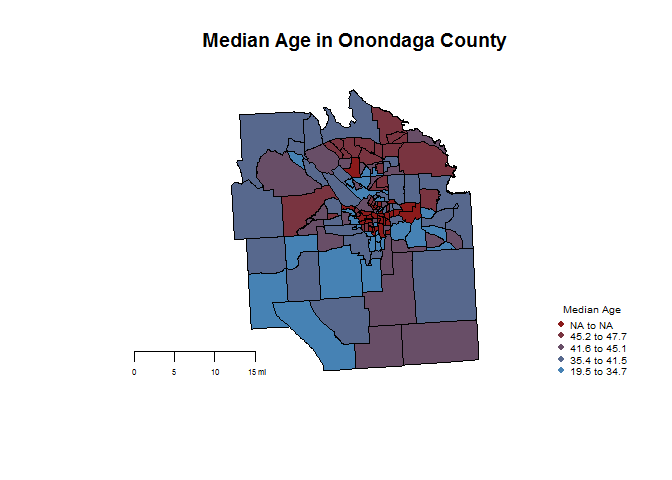 Median Age in Onondaga County
Median Age
NA to NA
45.2 to 47.7
41.6 to 45.1
35.4 to 41.5
19.5 to 34.7
0 5 10 15 mi